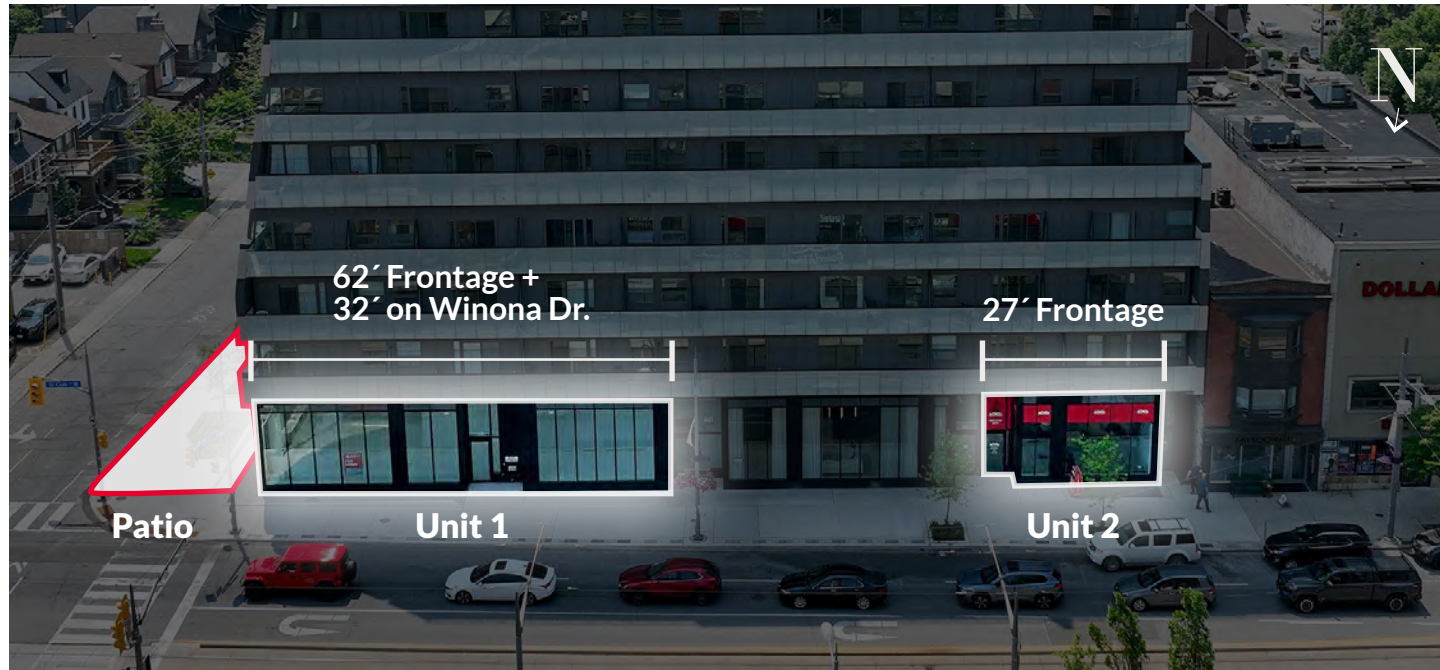 N
62´ Frontage +
32´ on Winona Dr.
27´ Frontage
DOLLA
Patio
Unit 1
Unit 2